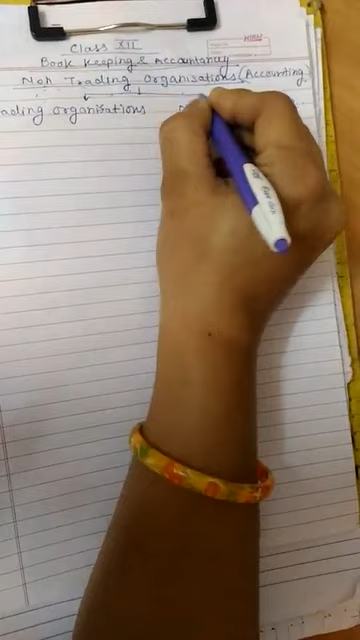 Class XII
Book Keeping & Accountancy
Non Trading Organisations (Accounting)
ading organisations